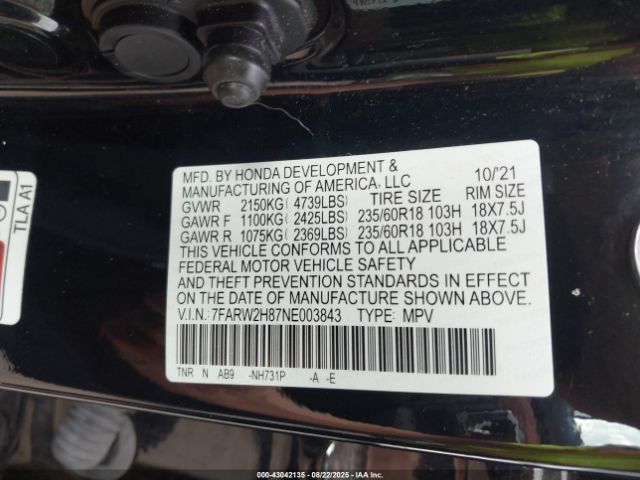 MFD. BY HONDA DEVELOPMENT &
MANUFACTURING OF AMERICA, LLC 10/'21
GVWR 2150KG ( 4739LBS) TIRE SIZE RIM SIZE
GAWR F 1100KG ( 2425LBS) 235/60R18 103H 18X7.5J
GAWR R 1075KG ( 2369LBS) 235/60R18 103H 18X7.5J
THIS VEHICLE CONFORMS TO ALL APPLICABLE
FEDERAL MOTOR VEHICLE SAFETY
AND THEFT PREVENTION STANDARDS IN EFFECT
ON THE DATE OF MANUFACTURE SHOWN ABOVE.
V.I.N.: 7FARW2H87NE003843 TYPE: MPV
TNR N AB9 -NH731P -A -E
TLA A1
00-43042135 - 08/22/2025 - IAA Inc.